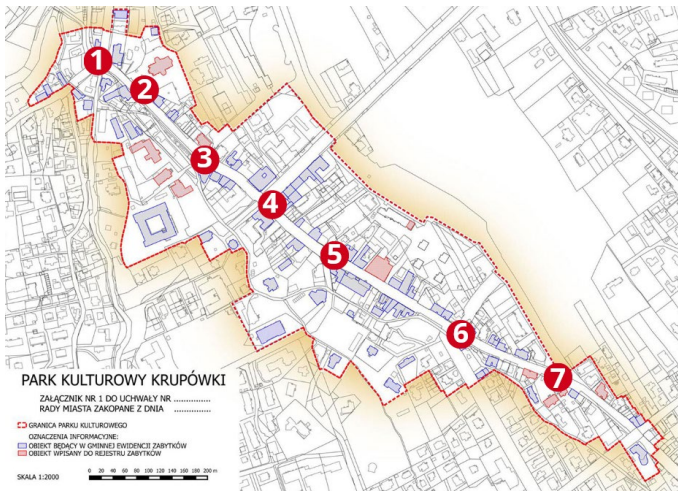 1
2
3
4
5
6
7
PARK KULTUROWY KRUPÓWKI
ZAŁĄCZNIK NR 1 DO UCHWAŁY NR ..............
RADY MIASTA ZAKOPANE Z DNIA ..............
GRANICA PARKU KULTUROWEGO
OZNACZENIA INFORMACYJNE:
OBIEKT BĘDĄCY W GMINNEJ EWIDENCJI ZABYTKÓW
OBIEKT WPISANY DO REJESTRU ZABYTKÓW
SKALA 1:2000
0 20 40 60 80 100 120 140 160 180 200 m